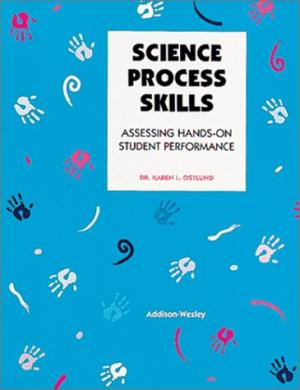 SCIENCE
PROCESS
SKILLS
ASSESSING HANDS-ON
STUDENT PERFORMANCE
DR. KAREN L. OSTLUND
Addison-Wesley